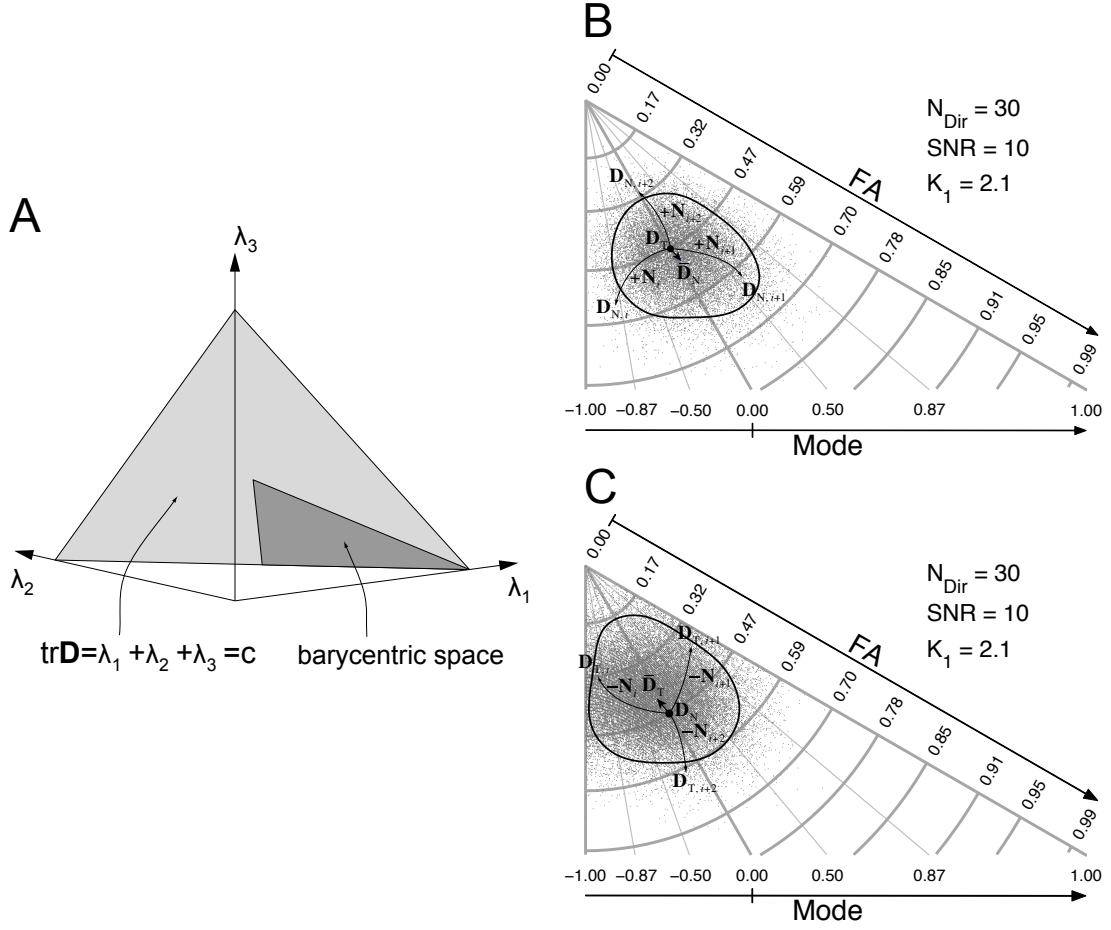 A
λ3
λ2
λ1
trD=λ1 +λ2 +λ3 =c
barycentric space
B
0.00
0.17
0.32
0.47
0.59
0.70
0.78
0.85
0.91
0.95
0.99
FA
NDir = 30
SNR = 10
K1 = 2.1
DN, i+2
+Ni+2
DT
+Ni+1
D̄N
+Ni
DN, i+1
DN, i
−1.00 −0.87 −0.50 0.00 0.50 0.87 1.00
Mode
C
0.00
0.17
0.32
0.47
0.59
0.70
0.78
0.85
0.91
0.95
0.99
FA
NDir = 30
SNR = 10
K1 = 2.1
DT, i+1
−Ni+1
−Ni
D̄T
DN
−Ni+2
DT, i+2
−1.00 −0.87 −0.50 0.00 0.50 0.87 1.00
Mode